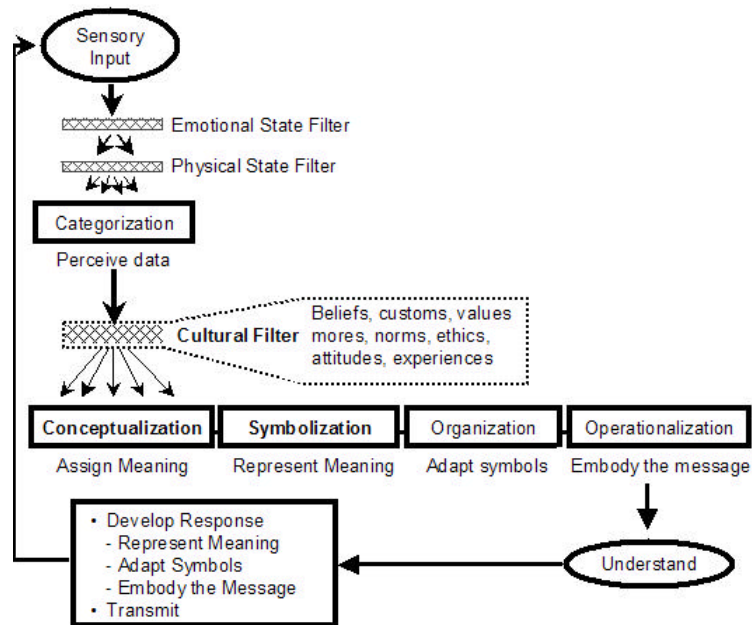 Sensory
Input
Emotional State Filter
Physical State Filter
Categorization
Perceive data
Cultural Filter
Beliefs, customs, values
mores, norms, ethics,
attitudes, experiences
Conceptualization
Symbolization
Organization
Operationalization
Assign Meaning
Represent Meaning
Adapt symbols
Embody the message
• Develop Response
- Represent Meaning
- Adapt Symbols
- Embody the Message
• Transmit
Understand